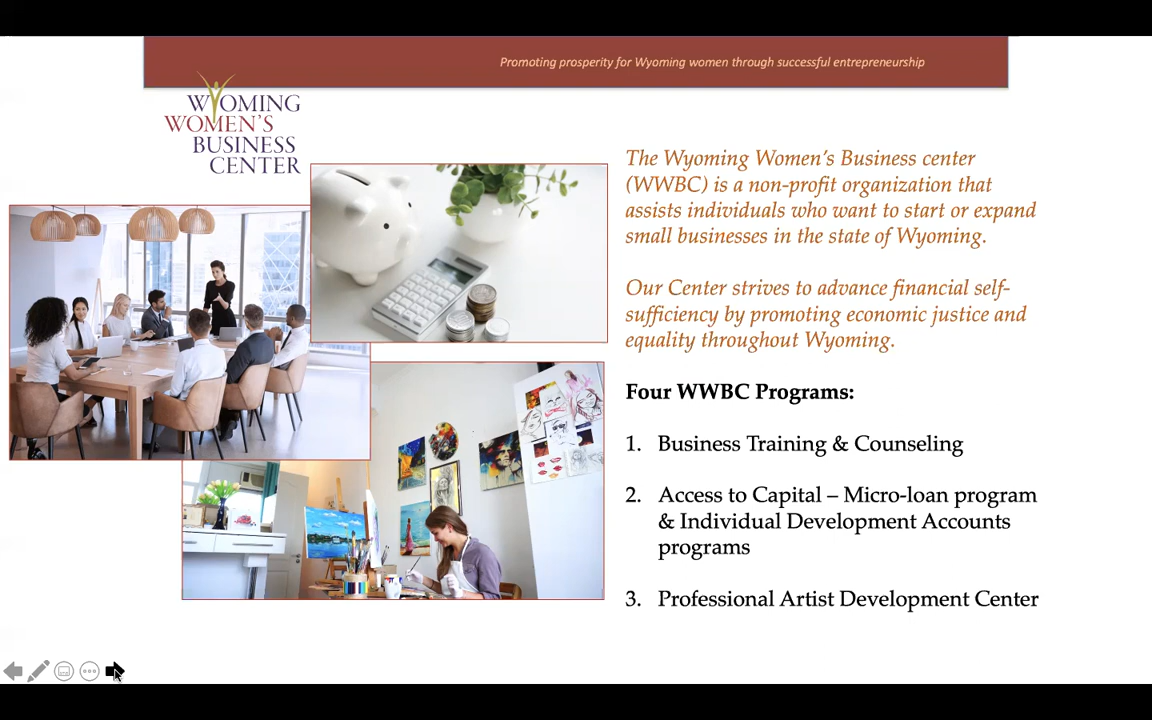 Promoting prosperity for Wyoming women through successful entrepreneurship
WYOMING
WOMEN'S
BUSINESS
CENTER
The Wyoming Women's Business center
(WWBC) is a non-profit organization that
assists individuals who want to start or expand
small businesses in the state of Wyoming.
Our Center strives to advance financial self-
sufficiency by promoting economic justice and
equality throughout Wyoming.
Four WWBC Programs:
1. Business Training & Counseling
2. Access to Capital – Micro-loan program
& Individual Development Accounts
programs
3. Professional Artist Development Center